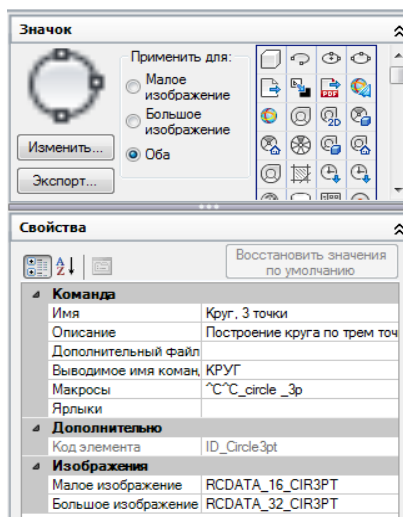 Значок
Применить для:
Малое
изображение
Большое
изображение
Оба
Изменить...
Экспорт...
PDF
2D
Свойства
Восстановить значения
по умолчанию
Команда
Имя Круг, 3 точки
Описание Построение круга по трем точ
Дополнительный файл
Выводимое имя коман, КРУГ
Макросы ^C^C_circle _3p
Ярлыки
Дополнительно
Код элемента ID_Circle3pt
Изображения
Малое изображение RCDATA_16_CIR3PT
Большое изображение RCDATA_32_CIR3PT